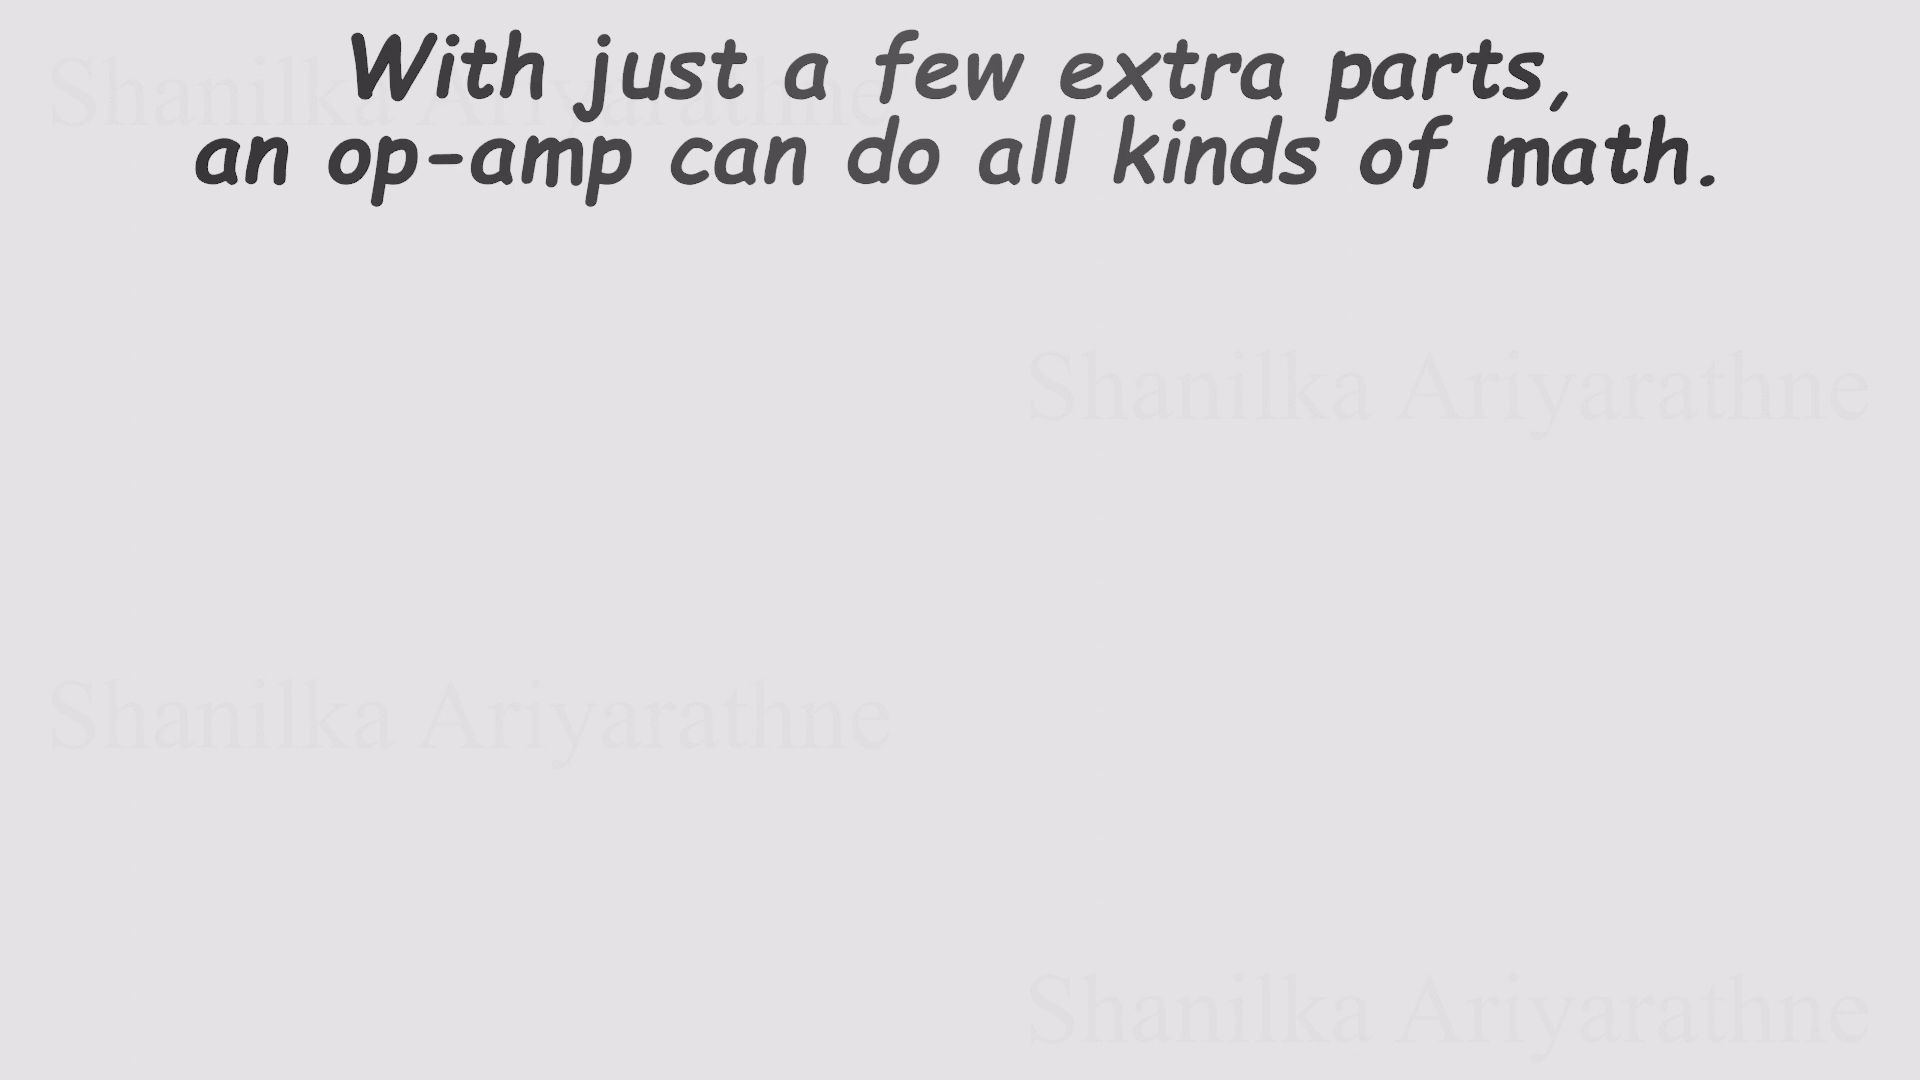 With just a few extra parts,
an op-amp can do all kinds of math.
Shanilka Ariyarathne
Shanilka Ariyarathne
Shanilka Ariyarathne
Shanilka Ariyarathne